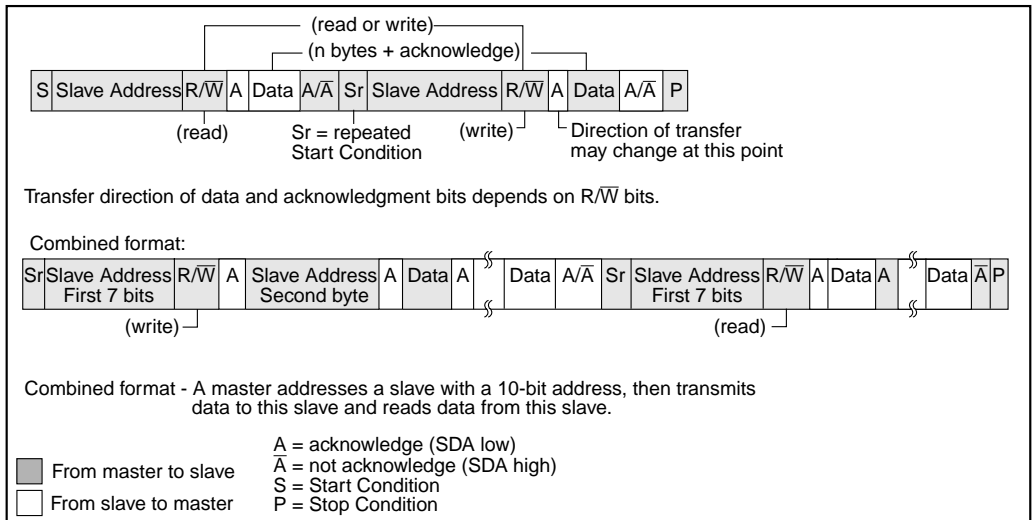 (read or write)
(n bytes + acknowledge)
S Slave Address R/W̅ A Data A/A̅ Sr Slave Address R/W̅ A Data A/A̅ P
(read) Sr = repeated (write) Direction of transfer
Start Condition may change at this point
Transfer direction of data and acknowledgment bits depends on R/W̅ bits.
Combined format:
Sr Slave Address R/W̅ A Slave Address A Data A Data A/A̅ Sr Slave Address R/W̅ A Data A Data A̅ P
First 7 bits Second byte First 7 bits
(write) (read)
Combined format - A master addresses a slave with a 10-bit address, then transmits
data to this slave and reads data from this slave.
A = acknowledge (SDA low)
A̅ = not acknowledge (SDA high)
S = Start Condition
P = Stop Condition
From master to slave
From slave to master